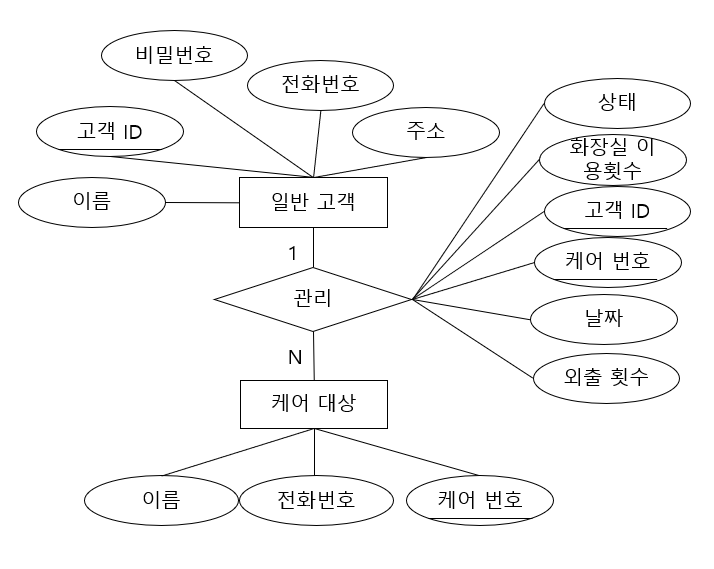 비밀번호
전화번호
고객 ID
주소
이름
일반 고객
1
관리
N
케어 대상
이름
전화번호
케어 번호
상태
화장실 이
용횟수
고객 ID
케어 번호
날짜
외출 횟수